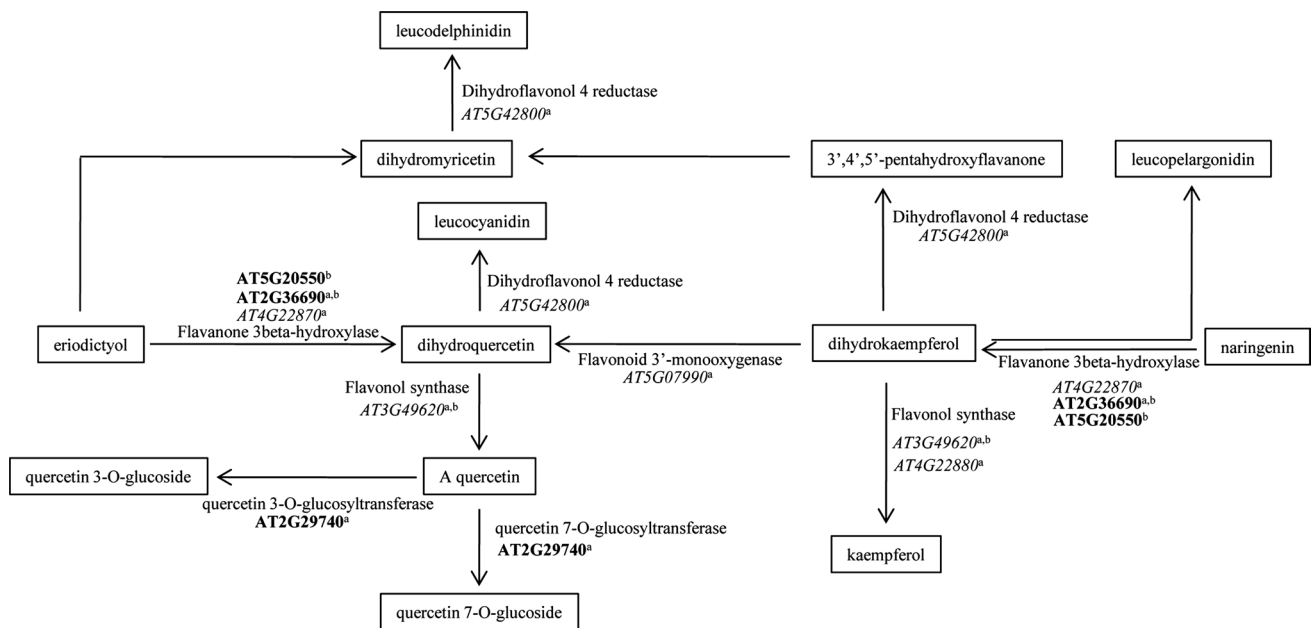 leucodelphinidin
Dihydroflavonol 4 reductase
AT5G42800ᵃ
dihydromyricetin
3’,4’,5’-pentahydroxyflavanone
leucopelargonidin
leucocyanidin
Dihydroflavonol 4 reductase
AT5G42800ᵃ
Dihydroflavonol 4 reductase
AT5G42800ᵃ
AT5G20550ᵇ
AT2G36690ᵃ,ᵇ
AT4G22870ᵃ
Flavanone 3beta-hydroxylase
eriodictyol
dihydroquercetin
dihydrokaempferol
naringenin
Flavonoid 3’-monooxygenase
AT5G07990ᵃ
Flavanone 3beta-hydroxylase
AT4G22870ᵃ
AT2G36690ᵃ,ᵇ
AT5G20550ᵇ
Flavonol synthase
AT3G49620ᵃ,ᵇ
Flavonol synthase
AT3G49620ᵃ,ᵇ
AT4G22880ᵃ
quercetin 3-O-glucoside
A quercetin
quercetin 3-O-glucosyltransferase
AT2G29740ᵃ
quercetin 7-O-glucosyltransferase
AT2G29740ᵃ
kaempferol
quercetin 7-O-glucoside